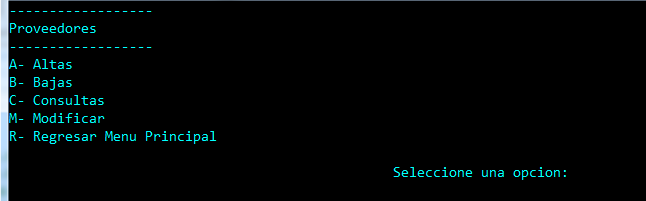 ------------------
Proveedores
------------------
A- Altas
B- Bajas
C- Consultas
M- Modificar
R- Regresar Menu Principal
Seleccione una opcion: